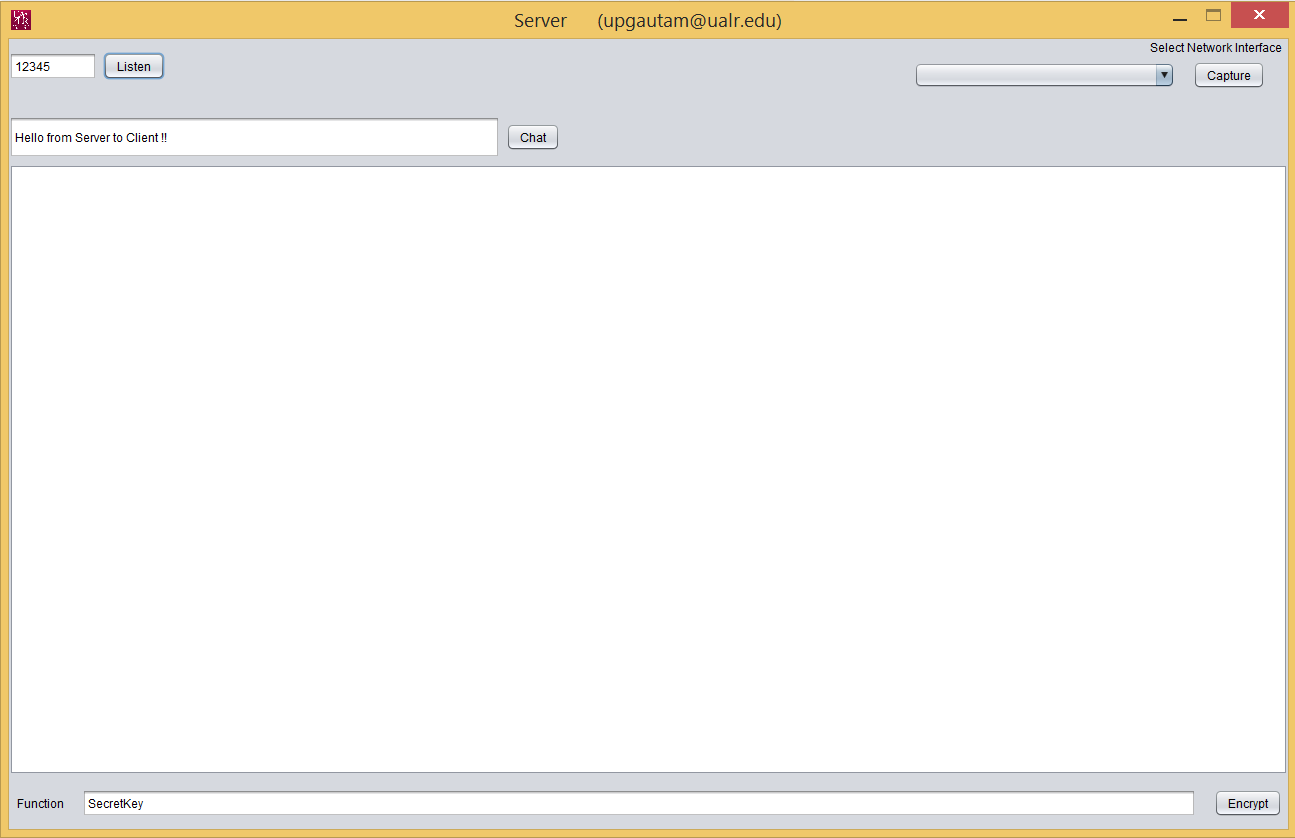 Server (upgautam@ualr.edu)
Select Network Interface
12345 Listen
Capture
Hello from Server to Client !!
Chat
Function SecretKey Encrypt